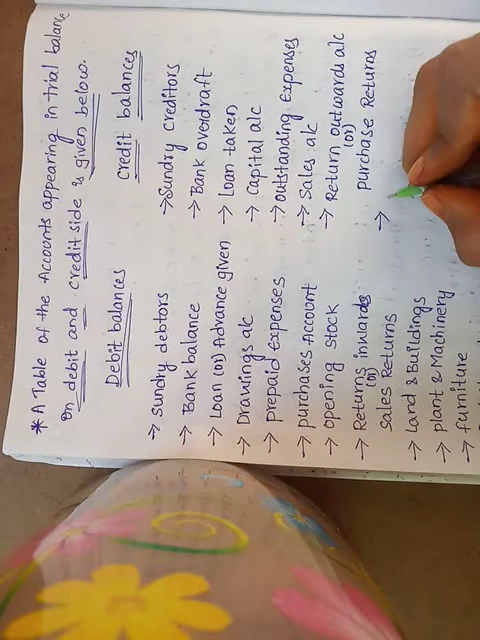 * A Table of the Accounts appearing in trial balance
on debit and credit side is given below.
Debit balances
→ sundry debtors
→ Bank balance
→ Loan (or) Advance given
→ Drawings a/c
→ prepaid expenses
→ purchases Account
→ opening stock
→ Returns inwards
(or)
sales Returns
→ Land & Buildings
→ plant & Machinery
→ furniture
credit balances
→ Sundry creditors
→ Bank overdraft
→ Loan taken
→ capital a/c
→ outstanding Expenses
→ Sales a/c
→ Return outwards a/c
(or)
purchase Returns
→